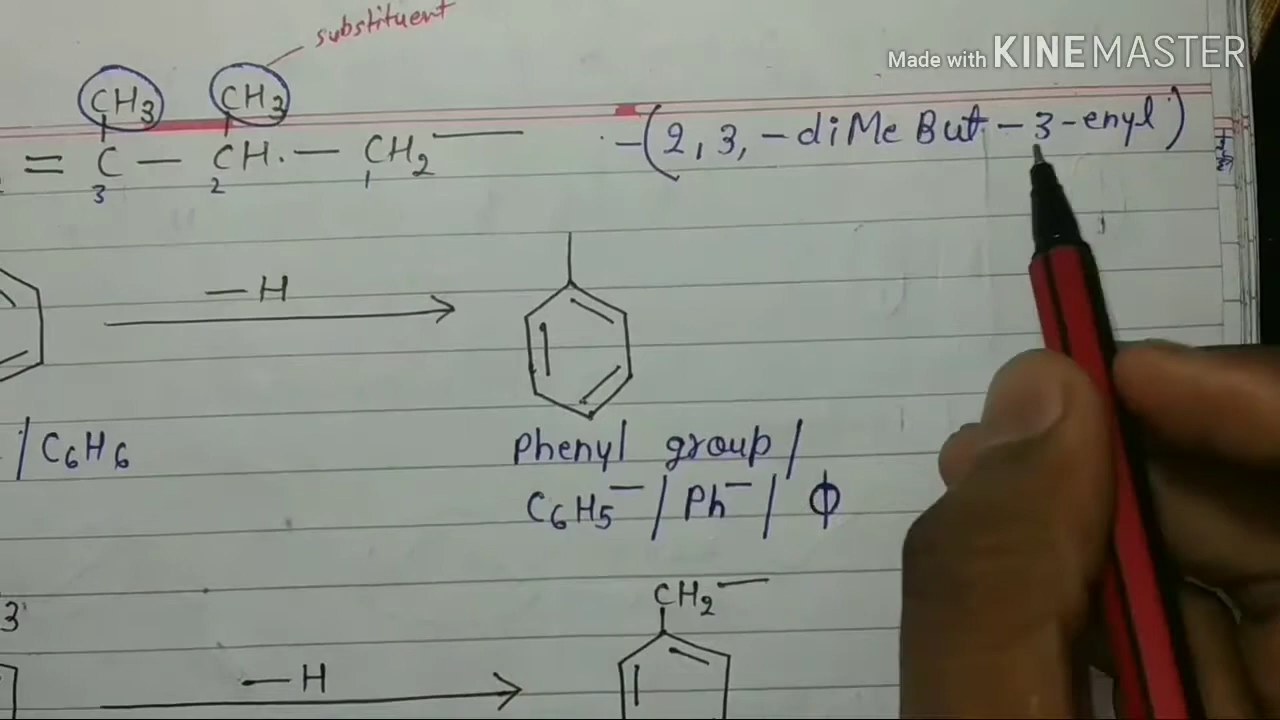 substituent
Made with KINEMASTER
CH3 CH3
= C — CH. — CH2 —
3 2 1
-(2, 3, - diMe But - 3 - enyl)
— H
/ C6H6
Phenyl group /
C6H5— / Ph— / Φ
CH2 —
3
— H